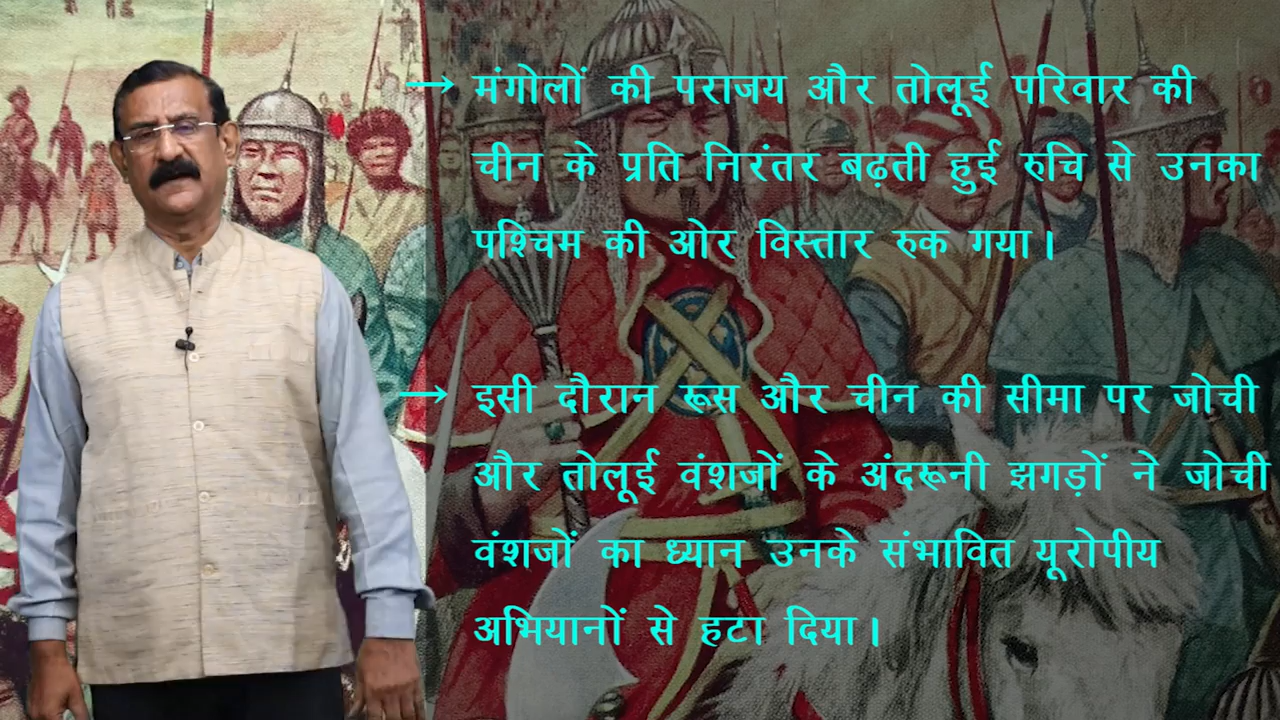 → मंगोलों की पराजय और तोलूई परिवार की
चीन के प्रति निरंतर बढ़ती हुई रुचि से उनका
पश्चिम की ओर विस्तार रुक गया।
→ इसी दौरान रूस और चीन की सीमा पर जोची
और तोलूई वंशजों के अंदरूनी झगड़ों ने जोची
वंशजों का ध्यान उनके संभावित यूरोपीय
अभियानों से हटा दिया।